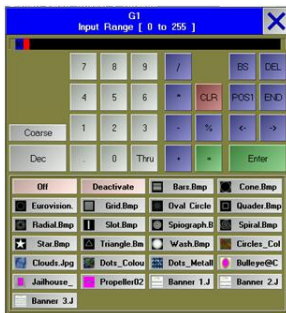 G1
Input Range [ 0 to 255 ]
7 8 9 / BS DEL
4 5 6 * CLR POS1 END
Coarse 1 2 3 - % <- ->
Dec . 0 Thru + = Enter
Off Deactivate Bars.Bmp Cone.Bmp
Eurovision. Grid.Bmp Oval Circle Quader.Bmp
Radial.Bmp Slot.Bmp Spiograph.B Spiral.Bmp
Star.Bmp Triangle.Bm Wash.Bmp Circles_Col
Clouds.Jpg Dots_Colou Dots_Metall Bulleye@C
Jailhouse_ Propeller02 Banner 1.J Banner 2.J
Banner 3.J